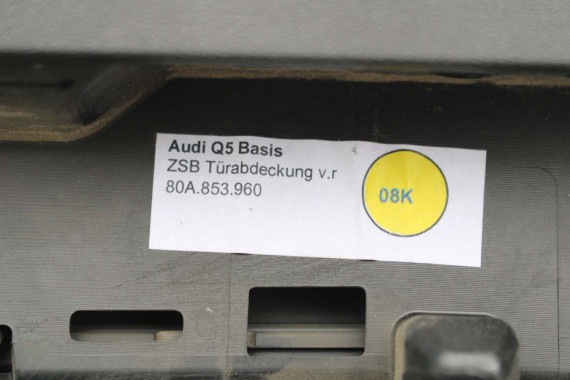 Audi Q5 Basis
ZSB Türabdeckung v.r
80A.853.960
08K